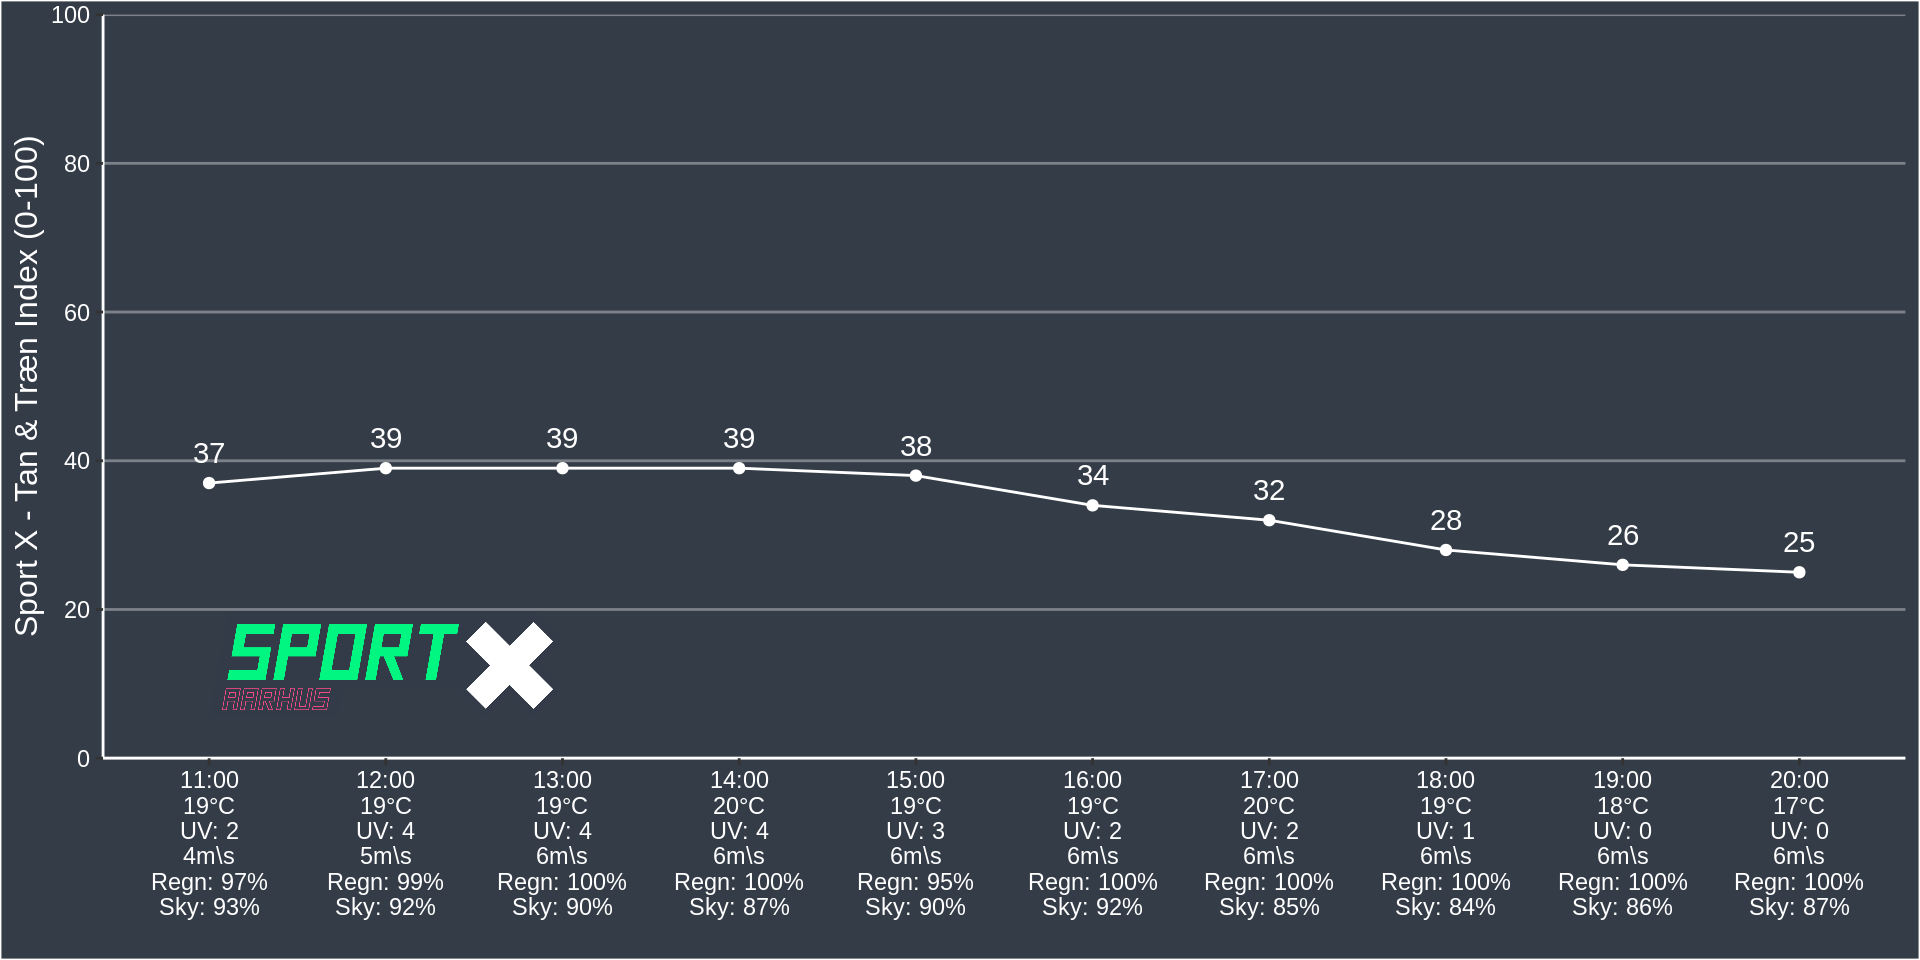 Sport X - Tan & Træn Index (0-100)
100
80
60
40
20
0
37
39
39
39
38
34
32
28
26
25
SPORT X
AARHUS
11:00 12:00 13:00 14:00 15:00 16:00 17:00 18:00 19:00 20:00
19°C 19°C 19°C 20°C 19°C 19°C 20°C 19°C 18°C 17°C
UV: 2 UV: 4 UV: 4 UV: 4 UV: 3 UV: 2 UV: 2 UV: 1 UV: 0 UV: 0
4m\s 5m\s 6m\s 6m\s 6m\s 6m\s 6m\s 6m\s 6m\s 6m\s
Regn: 97% Regn: 99% Regn: 100% Regn: 100% Regn: 95% Regn: 100% Regn: 100% Regn: 100% Regn: 100% Regn: 100%
Sky: 93% Sky: 92% Sky: 90% Sky: 87% Sky: 90% Sky: 92% Sky: 85% Sky: 84% Sky: 86% Sky: 87%